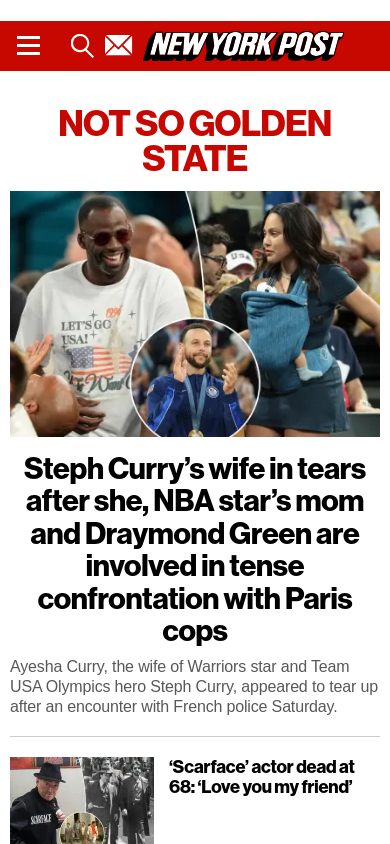 NEW YORK POST
NOT SO GOLDEN
STATE
LET'S GO
USA!
USA
Steph Curry’s wife in tears
after she, NBA star’s mom
and Draymond Green are
involved in tense
confrontation with Paris
cops
Ayesha Curry, the wife of Warriors star and Team
USA Olympics hero Steph Curry, appeared to tear up
after an encounter with French police Saturday.
‘Scarface’ actor dead at
68: ‘Love you my friend’
SCARFACE